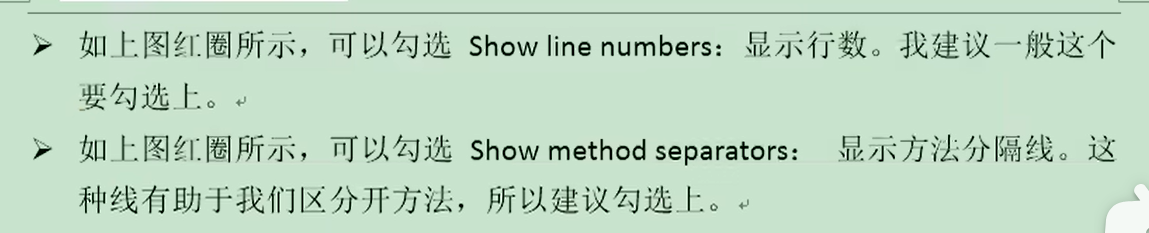 ➢ 如上图红圈所示，可以勾选 Show line numbers：显示行数。我建议一般这个
要勾选上。
➢ 如上图红圈所示，可以勾选 Show method separators： 显示方法分隔线。这
种线有助于我们区分开方法，所以建议勾选上。